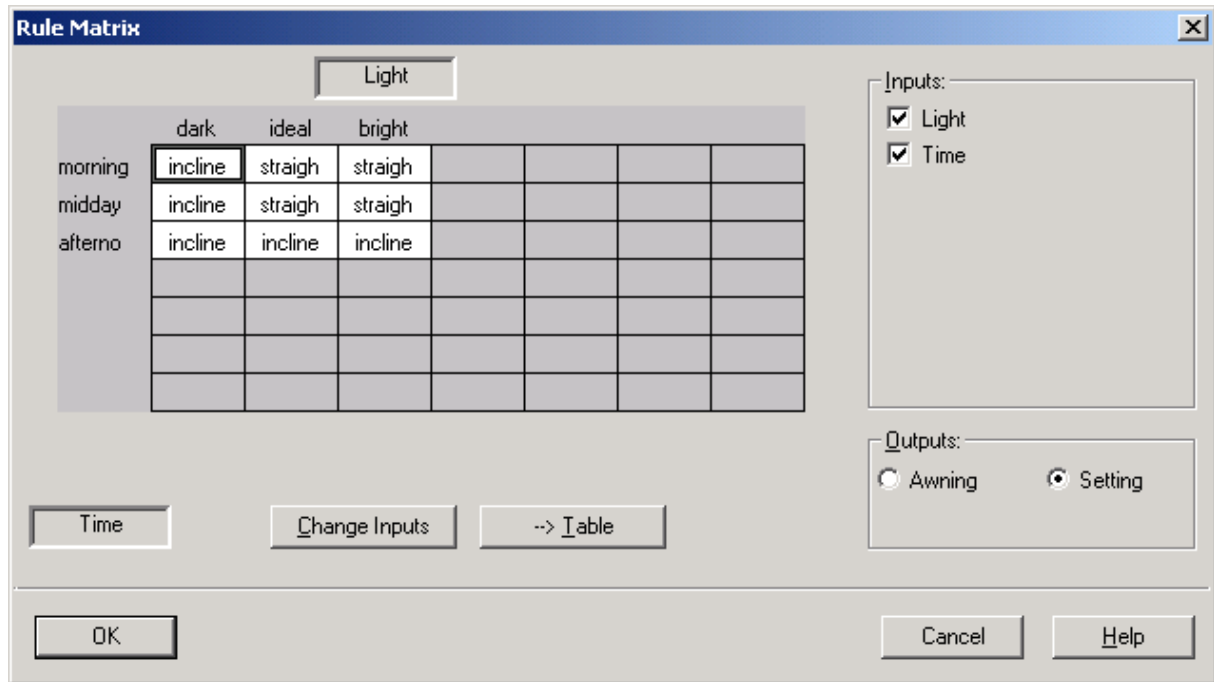 Rule Matrix
Light
dark ideal bright
morning incline straigh straigh
midday incline straigh straigh
afterno incline incline incline
Time
Change Inputs
--> Table
Inputs:
Light
Time
Outputs:
Awning Setting
OK
Cancel
Help